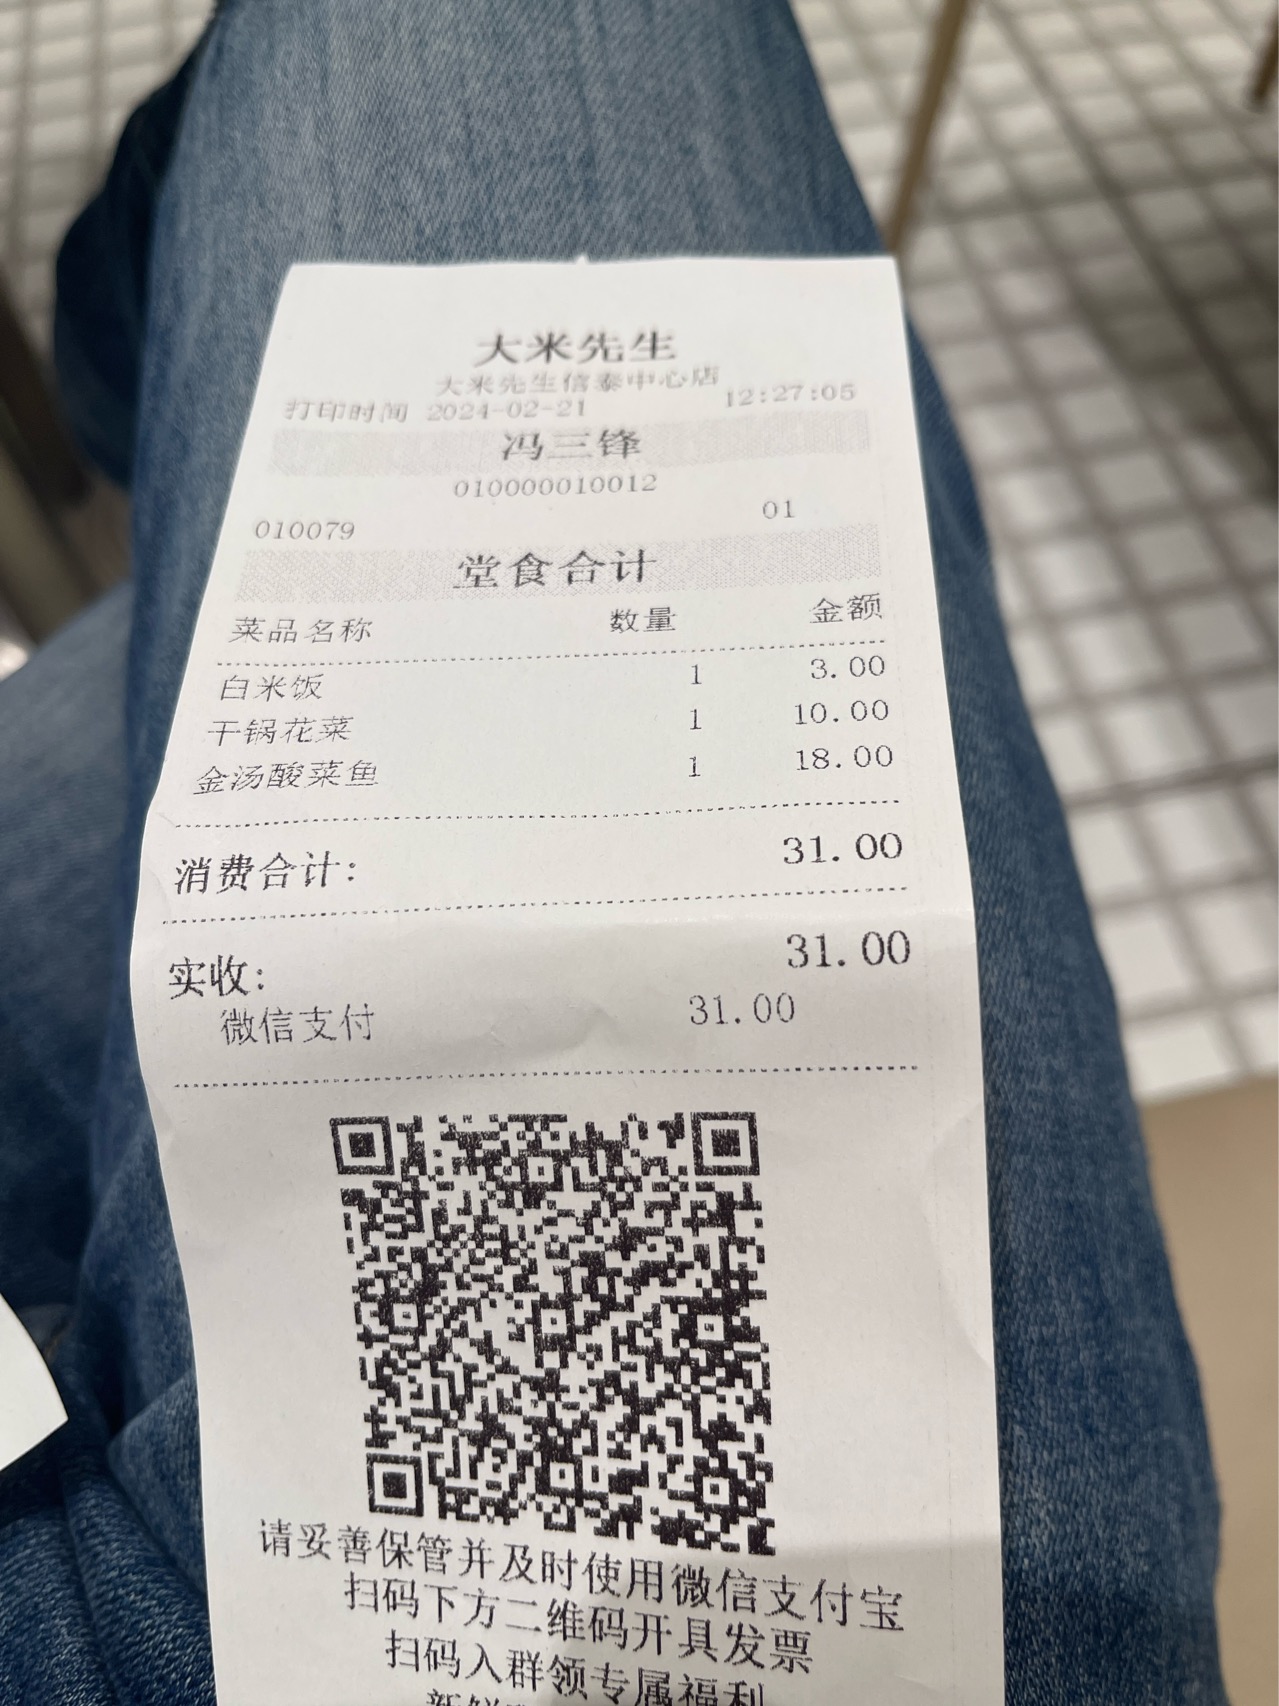 大米先生
大米先生信泰中心店
打印时间 2024-02-21 12:27:05
冯三锋
010000010012
010079 01
堂食合计
菜品名称 数量 金额
白米饭 1 3.00
干锅花菜 1 10.00
金汤酸菜鱼 1 18.00
消费合计: 31.00
实收: 31.00
微信支付 31.00
请妥善保管并及时使用微信支付宝
扫码下方二维码开具发票
扫码入群领专属福利